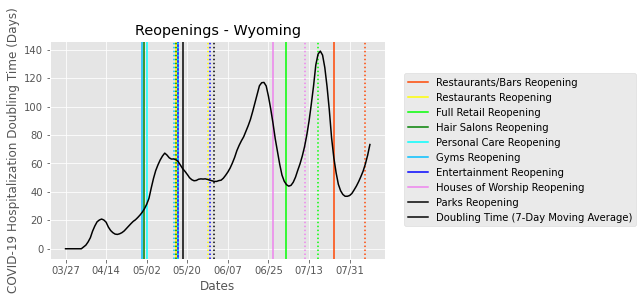 Reopenings - Wyoming
COVID-19 Hospitalization Doubling Time (Days)
140
120
100
80
60
40
20
0
03/27 04/14 05/02 05/20 06/07 06/25 07/13 07/31
Dates
Restaurants/Bars Reopening
Restaurants Reopening
Full Retail Reopening
Hair Salons Reopening
Personal Care Reopening
Gyms Reopening
Entertainment Reopening
Houses of Worship Reopening
Parks Reopening
Doubling Time (7-Day Moving Average)